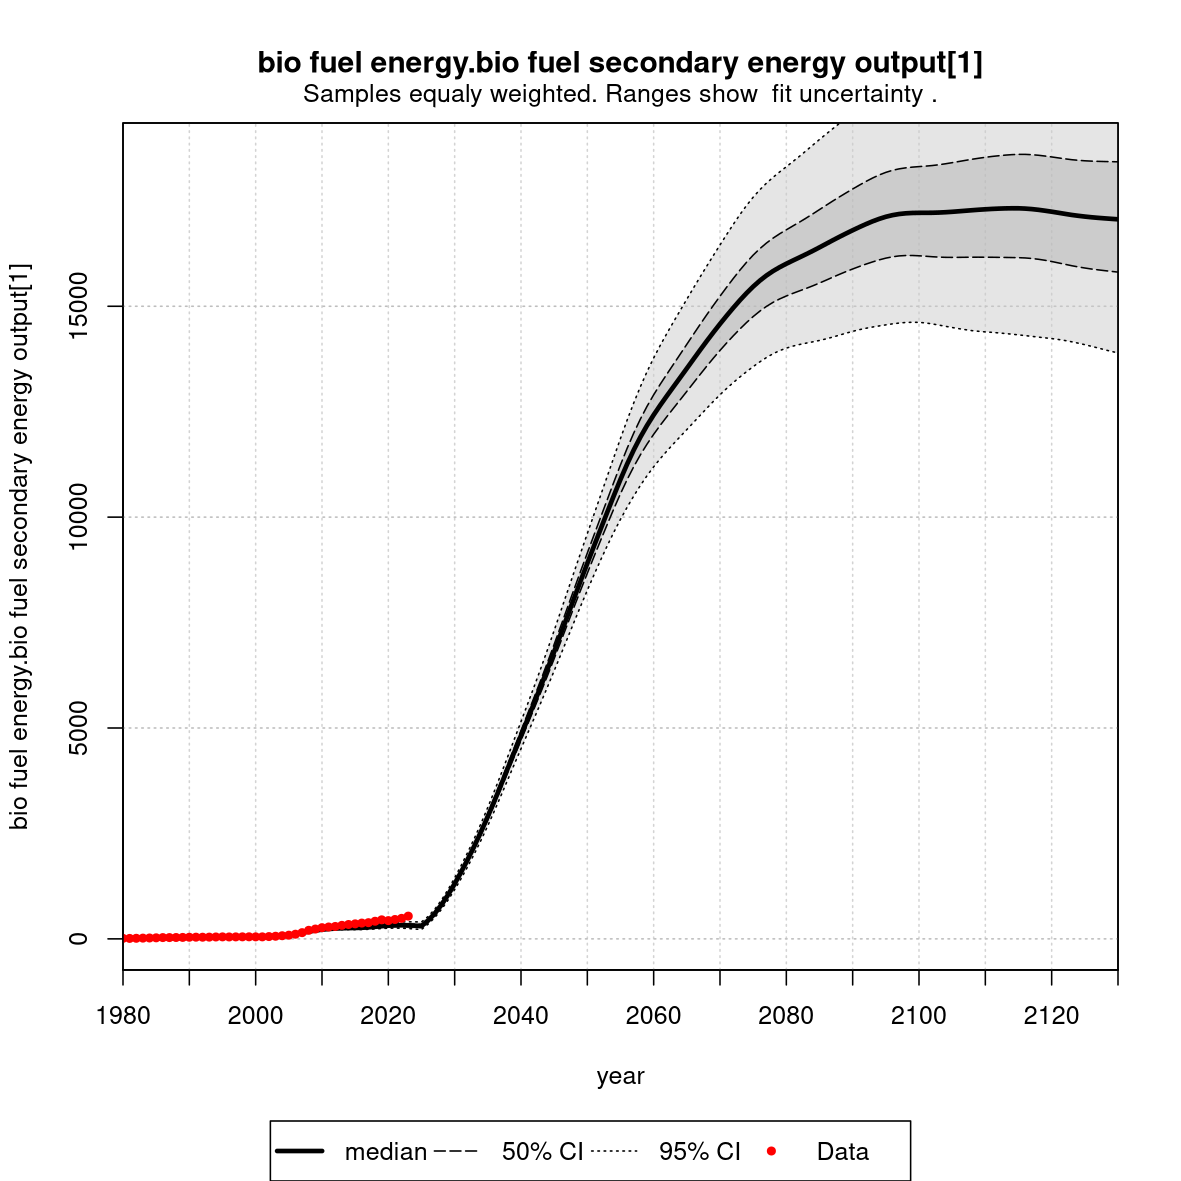 bio fuel energy.bio fuel secondary energy output[1]
Samples equaly weighted. Ranges show  fit uncertainty .
bio fuel energy.bio fuel secondary energy output[1]
15000
10000
5000
0
1980 2000 2020 2040 2060 2080 2100 2120
year
median 50% CI 95% CI Data